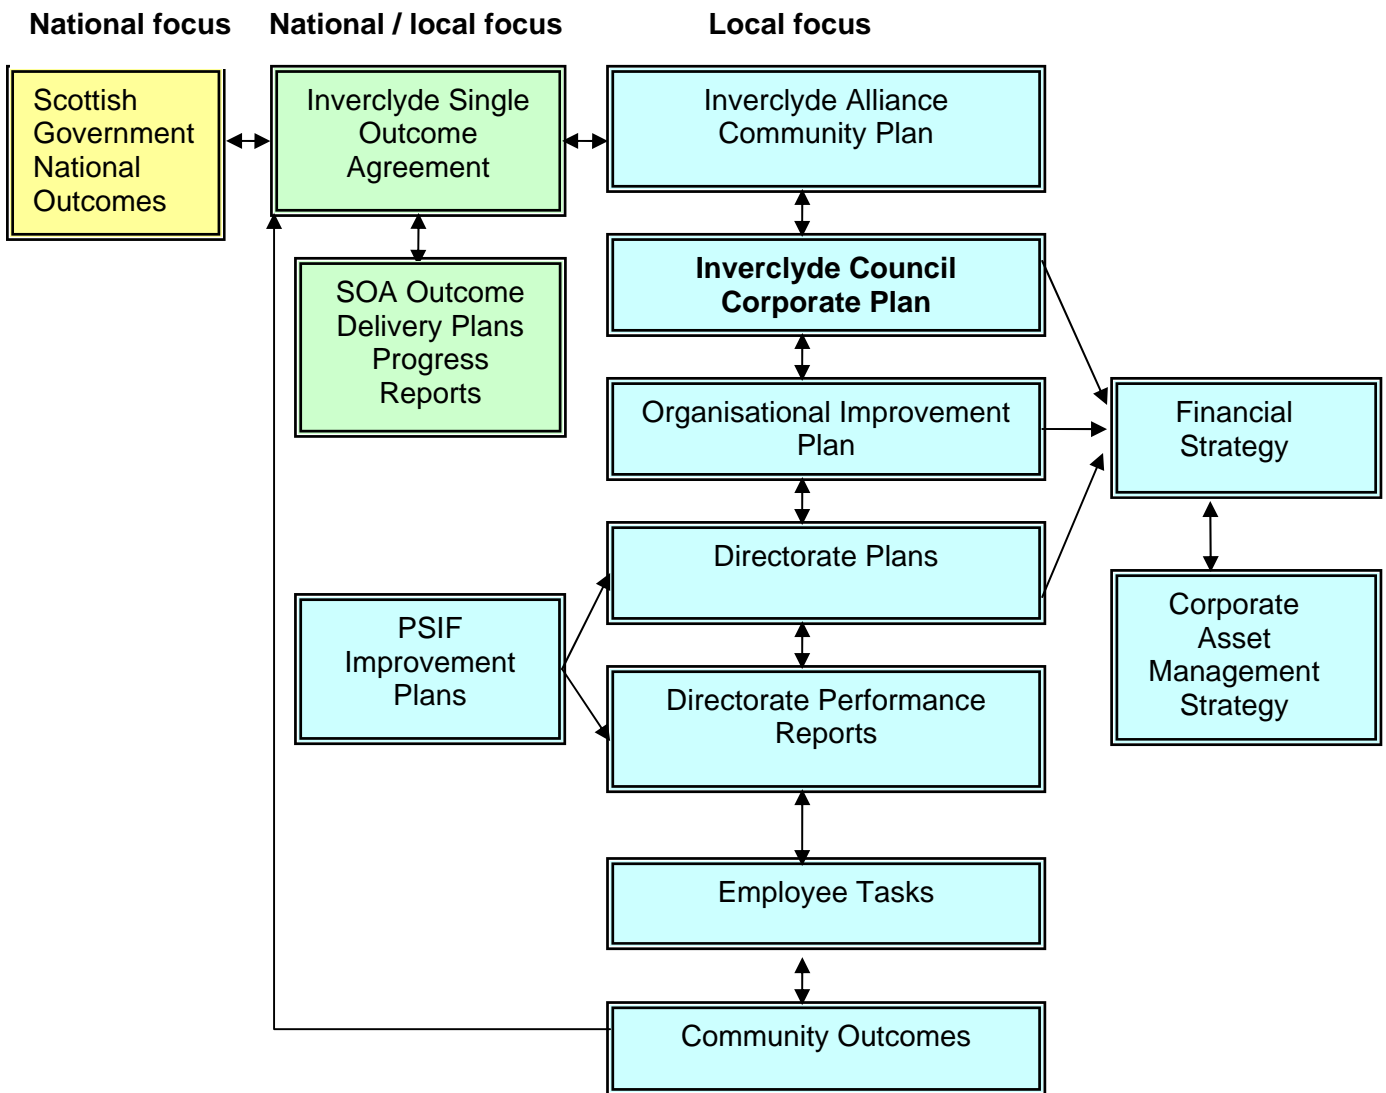 National focus
National / local focus
Local focus
Scottish
Government
National
Outcomes
Inverclyde Single
Outcome
Agreement
Inverclyde Alliance
Community Plan
SOA Outcome
Delivery Plans
Progress
Reports
Inverclyde Council
Corporate Plan
Organisational Improvement
Plan
Financial
Strategy
Directorate Plans
PSIF
Improvement
Plans
Corporate
Asset
Management
Strategy
Directorate Performance
Reports
Employee Tasks
Community Outcomes